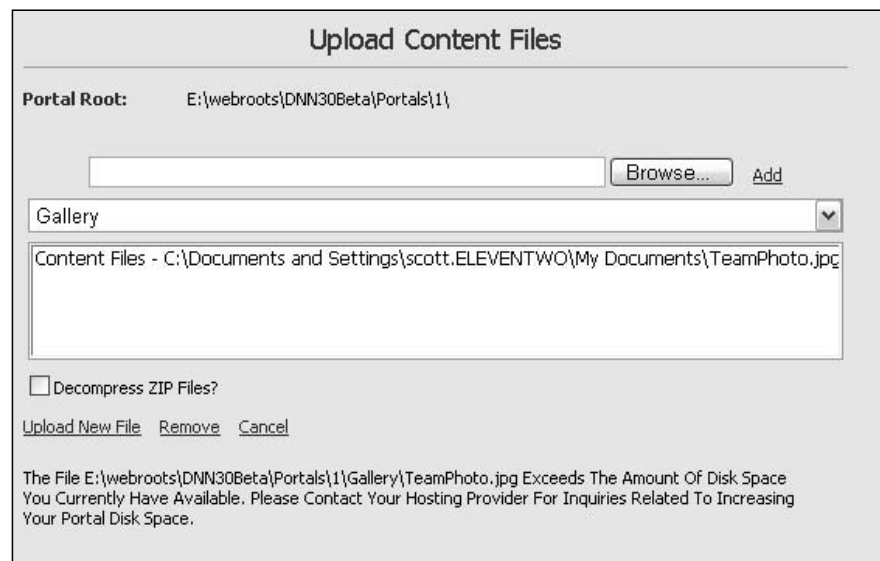 Upload Content Files
Portal Root: E:\webroots\DNN30Beta\Portals\1\
Browse... Add
Gallery
Content Files - C:\Documents and Settings\scott.ELEVENTWO\My Documents\TeamPhoto.jpg
Decompress ZIP Files?
Upload New File Remove Cancel
The File E:\webroots\DNN30Beta\Portals\1\Gallery\TeamPhoto.jpg Exceeds The Amount Of Disk Space
You Currently Have Available. Please Contact Your Hosting Provider For Inquiries Related To Increasing
Your Portal Disk Space.